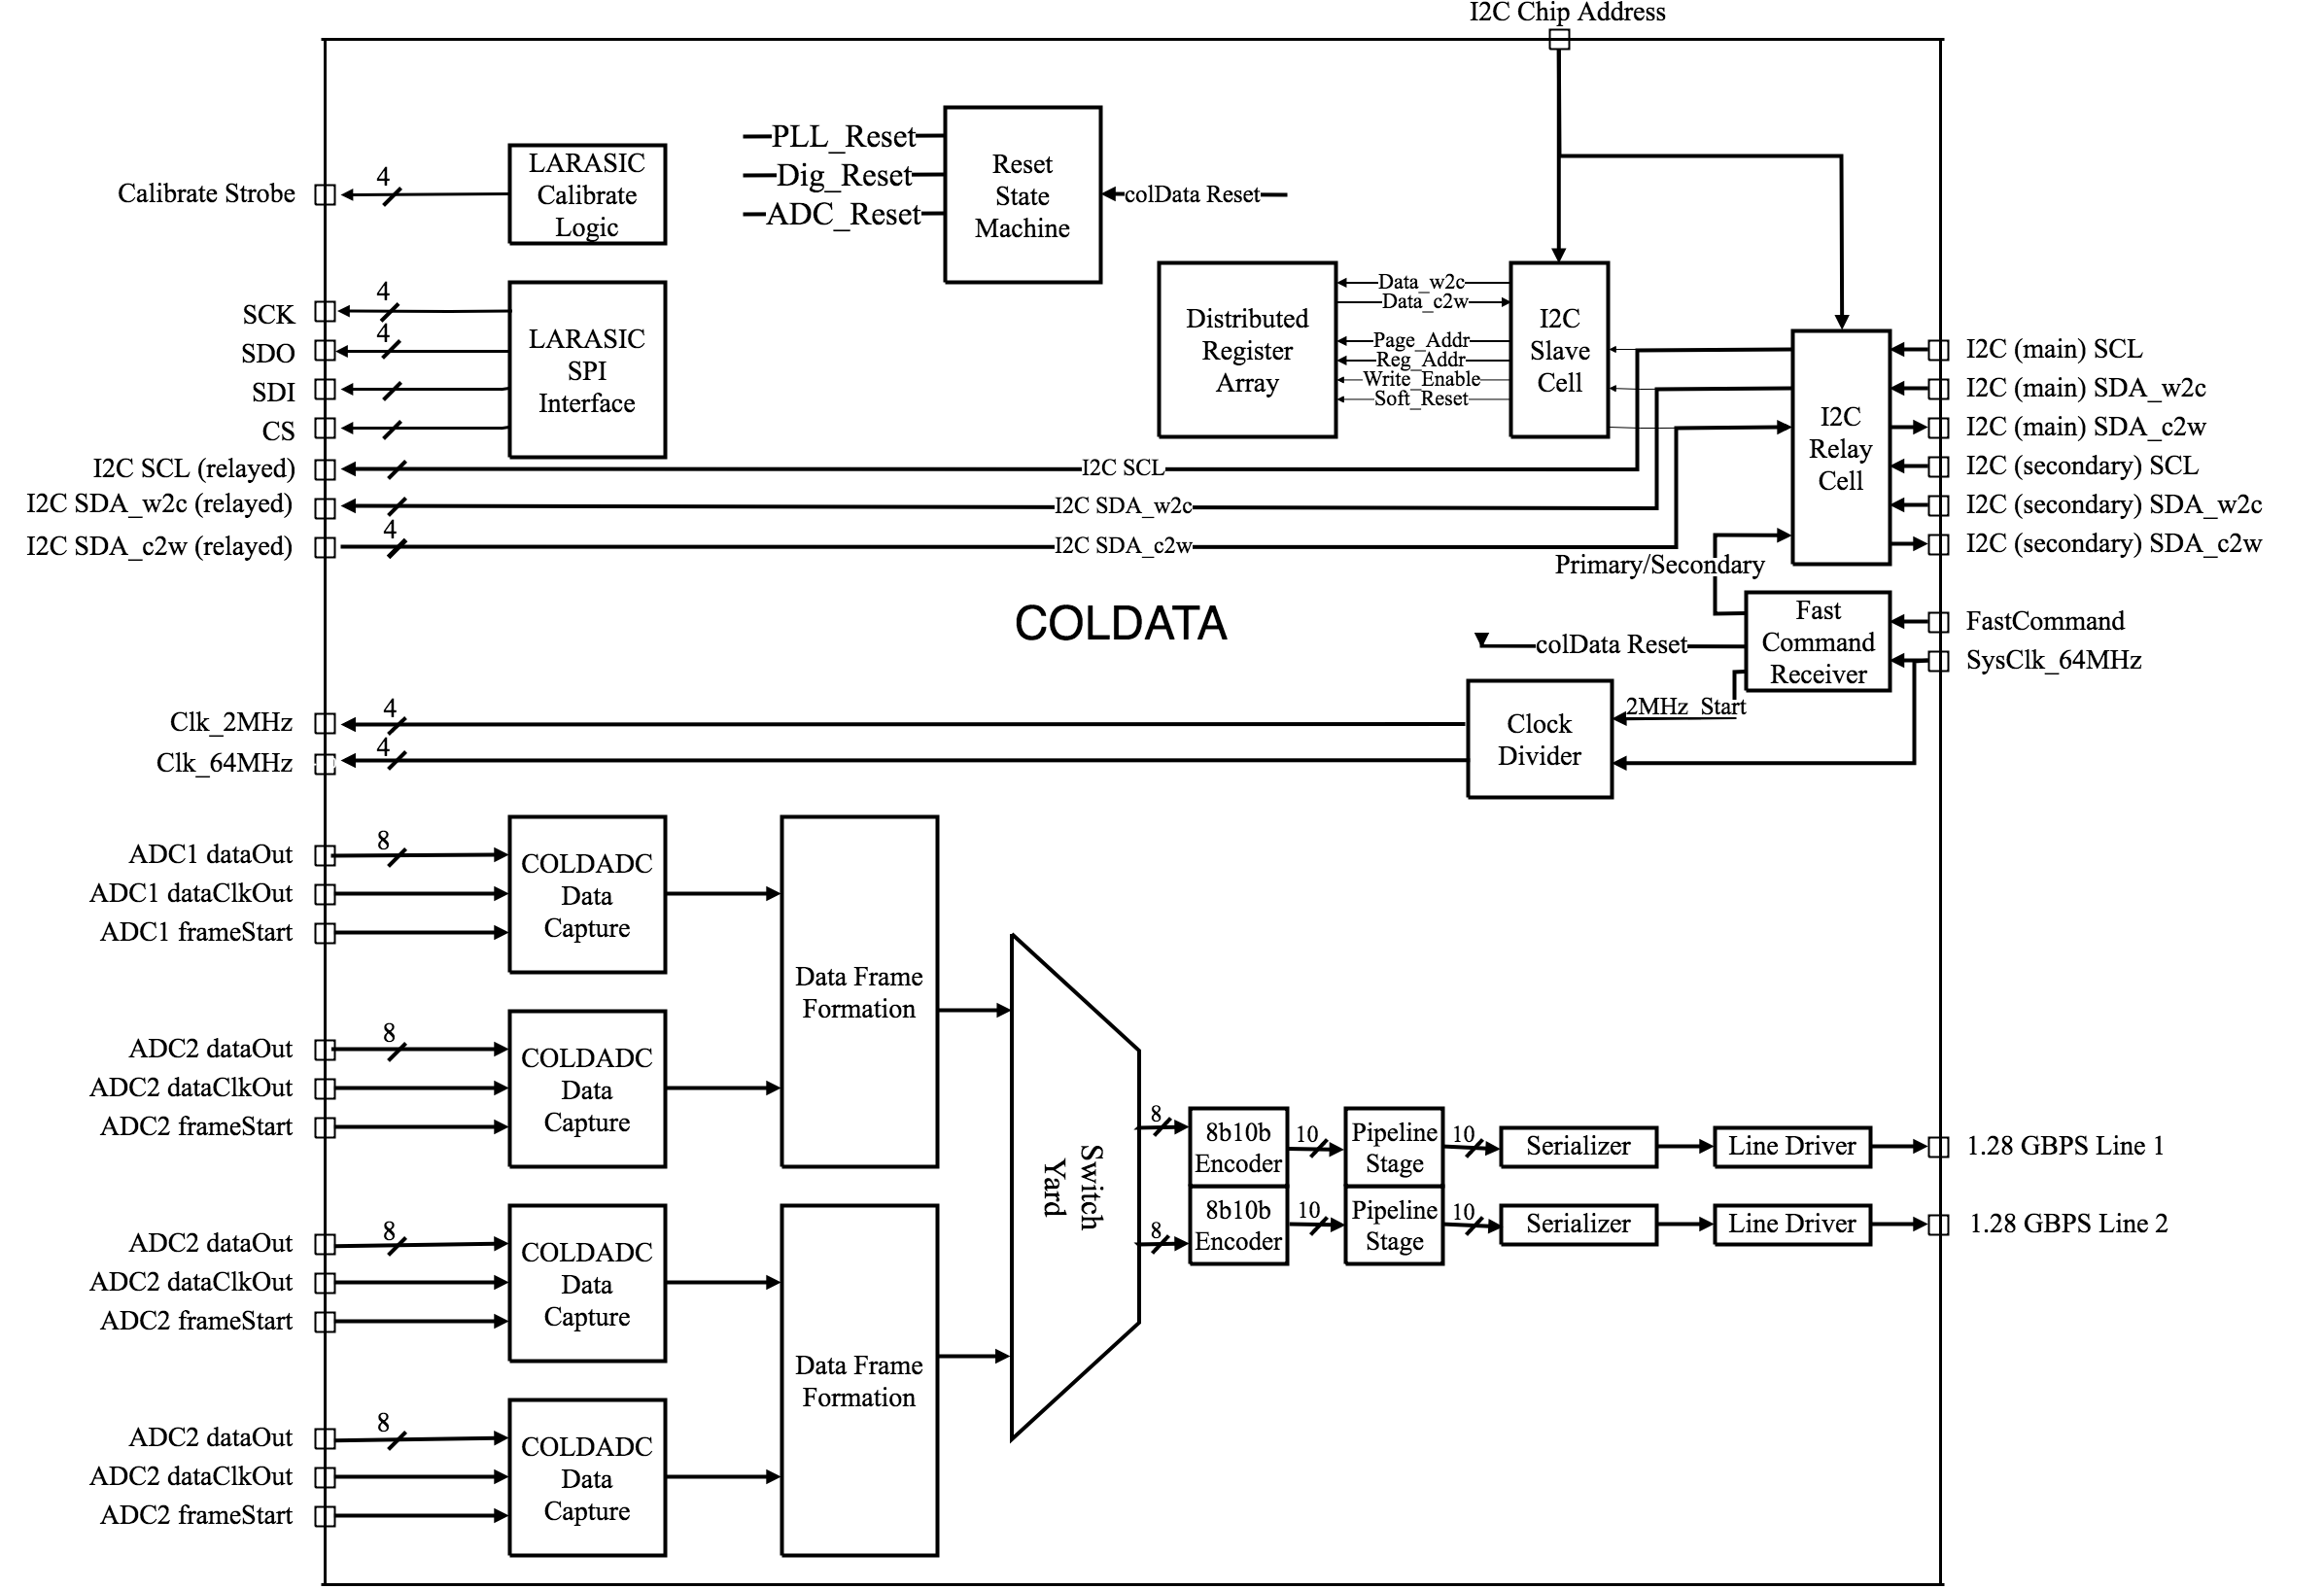 I2C Chip Address
Calibrate Strobe
4
LARASIC
Calibrate
Logic
PLL_Reset
Dig_Reset
ADC_Reset
Reset
State
Machine
colData Reset
SCK
4
SDO
4
SDI
CS
LARASIC
SPI
Interface
Distributed
Register
Array
Data_w2c
Data_c2w
Page_Addr
Reg_Addr
Write_Enable
Soft_Reset
I2C
Slave
Cell
I2C
Relay
Cell
I2C (main) SCL
I2C (main) SDA_w2c
I2C (main) SDA_c2w
I2C (secondary) SCL
I2C (secondary) SDA_w2c
I2C (secondary) SDA_c2w
I2C SCL (relayed)
I2C SCL
I2C SDA_w2c (relayed)
I2C SDA_w2c
I2C SDA_c2w (relayed)
4
I2C SDA_c2w
Primary/Secondary
COLDATA
Fast
Command
Receiver
FastCommand
SysClk_64MHz
colData Reset
2MHz_Start
Clock
Divider
Clk_2MHz
4
Clk_64MHz
4
ADC1 dataOut
8
ADC1 dataClkOut
ADC1 frameStart
COLDADC
Data
Capture
ADC2 dataOut
8
ADC2 dataClkOut
ADC2 frameStart
COLDADC
Data
Capture
Data Frame
Formation
ADC2 dataOut
8
ADC2 dataClkOut
ADC2 frameStart
COLDADC
Data
Capture
ADC2 dataOut
8
ADC2 dataClkOut
ADC2 frameStart
COLDADC
Data
Capture
Data Frame
Formation
Switch
Yard
8
8b10b
Encoder
10
Pipeline
Stage
10
Serializer
Line Driver
1.28 GBPS Line 1
8
8b10b
Encoder
10
Pipeline
Stage
10
Serializer
Line Driver
1.28 GBPS Line 2